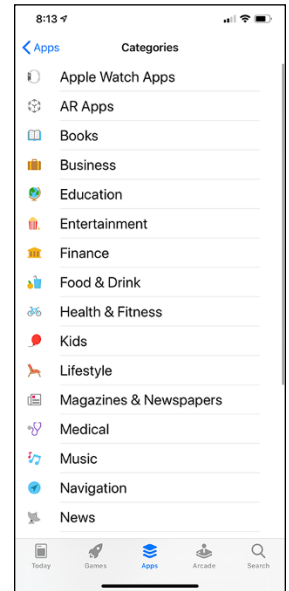 8:13
Apps
Categories
Apple Watch Apps
AR Apps
Books
Business
Education
Entertainment
Finance
Food & Drink
Health & Fitness
Kids
Lifestyle
Magazines & Newspapers
Medical
Music
Navigation
News
Today
Games
Apps
Arcade
Search